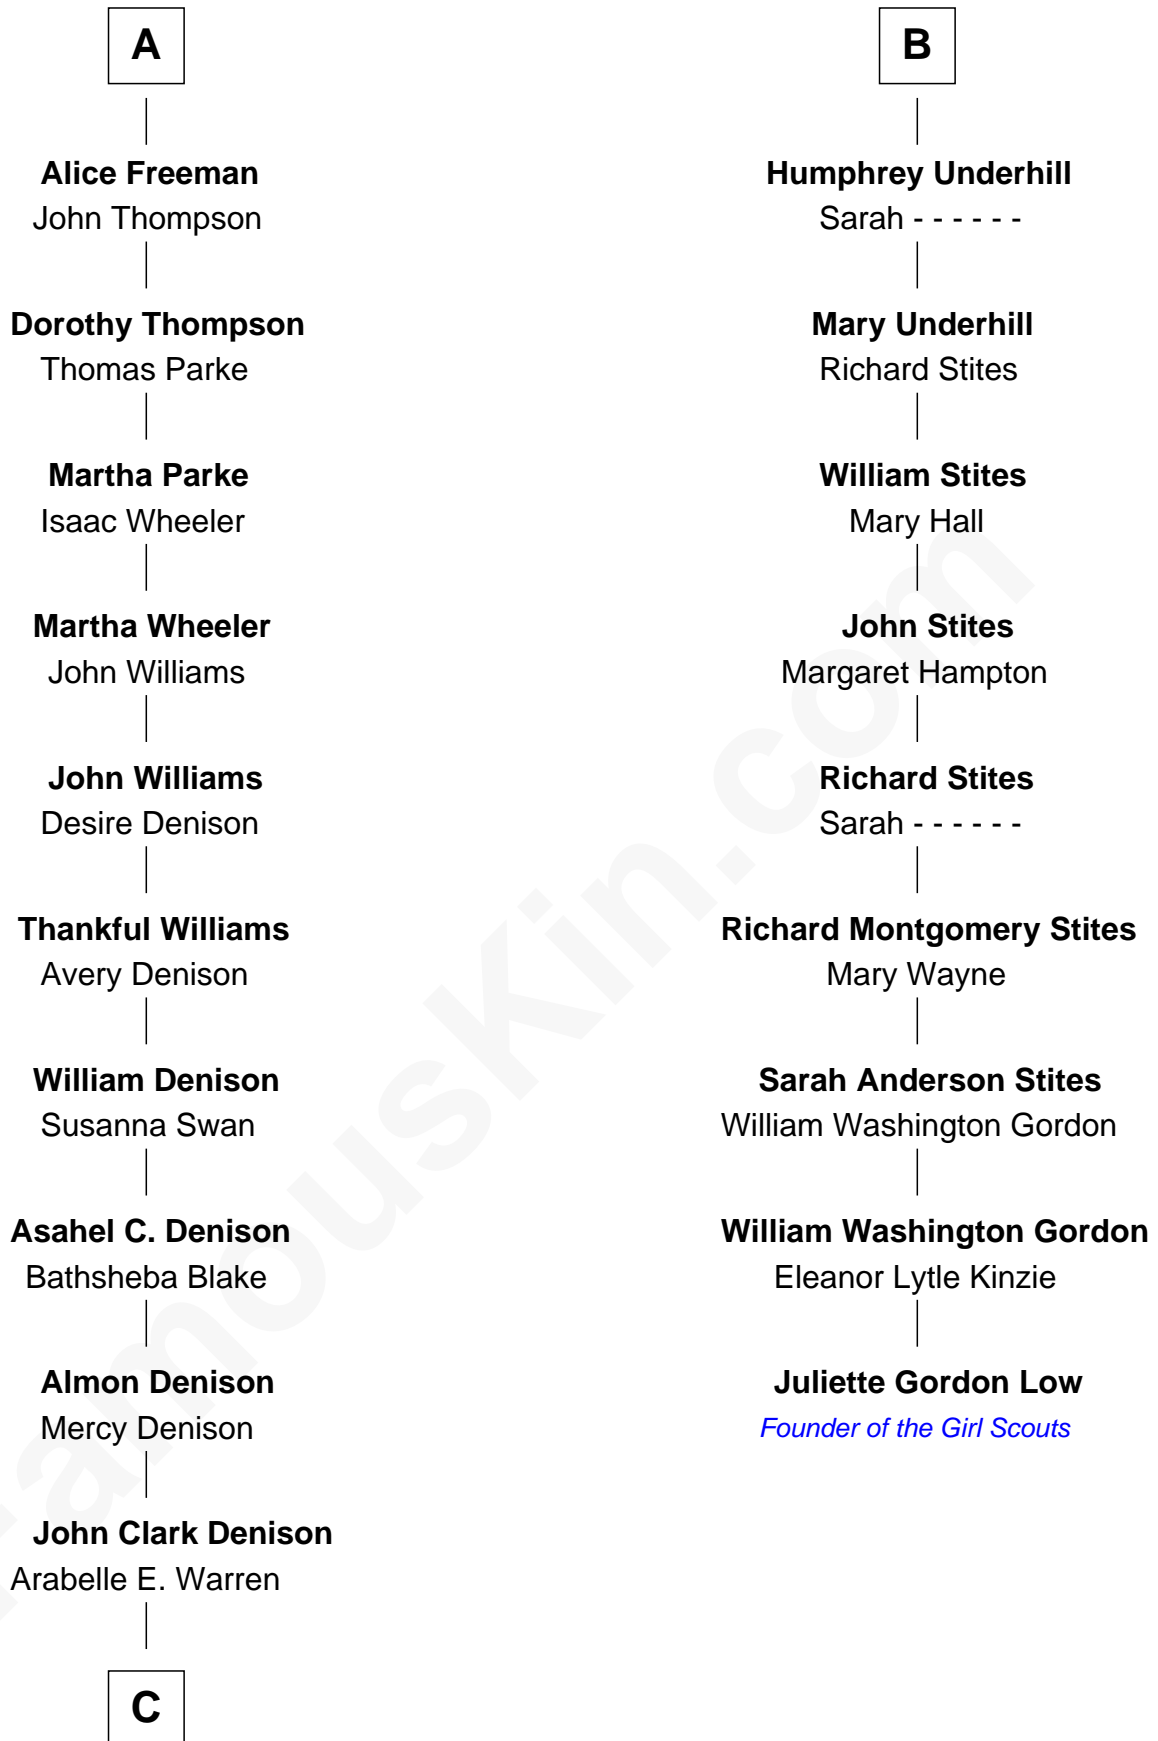 A
Alice Freeman
John Thompson
Dorothy Thompson
Thomas Parke
Martha Parke
Isaac Wheeler
Martha Wheeler
John Williams
John Williams
Desire Denison
Thankful Williams
Avery Denison
William Denison
Susanna Swan
Asahel C. Denison
Bathsheba Blake
Almon Denison
Mercy Denison
John Clark Denison
Arabelle E. Warren
C
B
Humphrey Underhill
Sarah - - - - - -
Mary Underhill
Richard Stites
William Stites
Mary Hall
John Stites
Margaret Hampton
Richard Stites
Sarah - - - - - -
Richard Montgomery Stites
Mary Wayne
Sarah Anderson Stites
William Washington Gordon
William Washington Gordon
Eleanor Lytle Kinzie
Juliette Gordon Low
Founder of the Girl Scouts
FamousKin.com